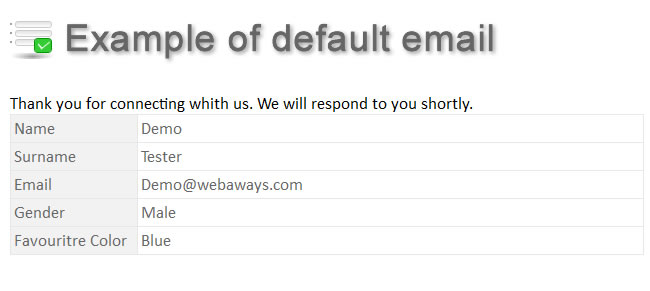 Example of default email
Thank you for connecting whith us. We will respond to you shortly.
Name Demo
Surname Tester
Email Demo@webaways.com
Gender Male
Favouritre Color Blue